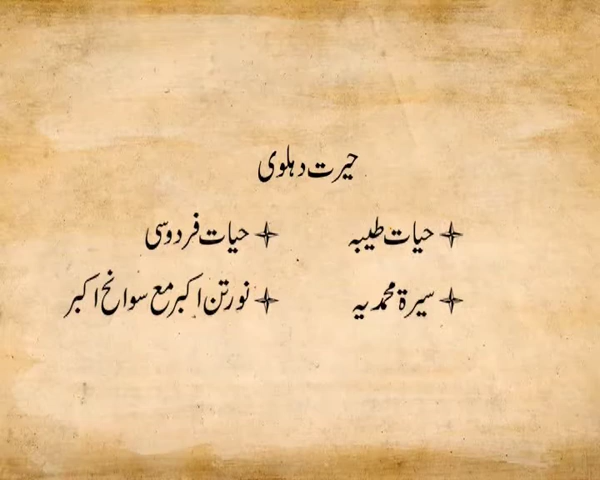 حیرت دہلوی
حیات طیبہ
حیات فردوسی
سیرۃ محمدیہ
نورتن اکبر مع سوانح اکبر